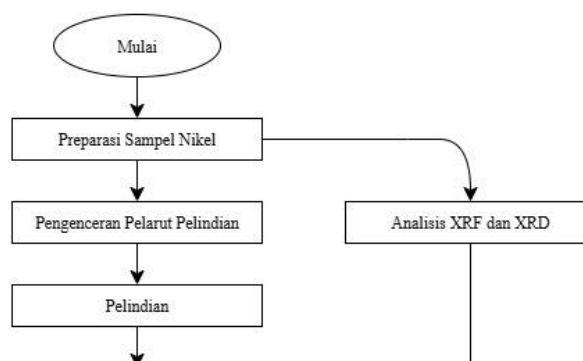 Mulai
Preparasi Sampel Nikel
Pengenceran Pelarut Pelindian
Analisis XRF dan XRD
Pelindian